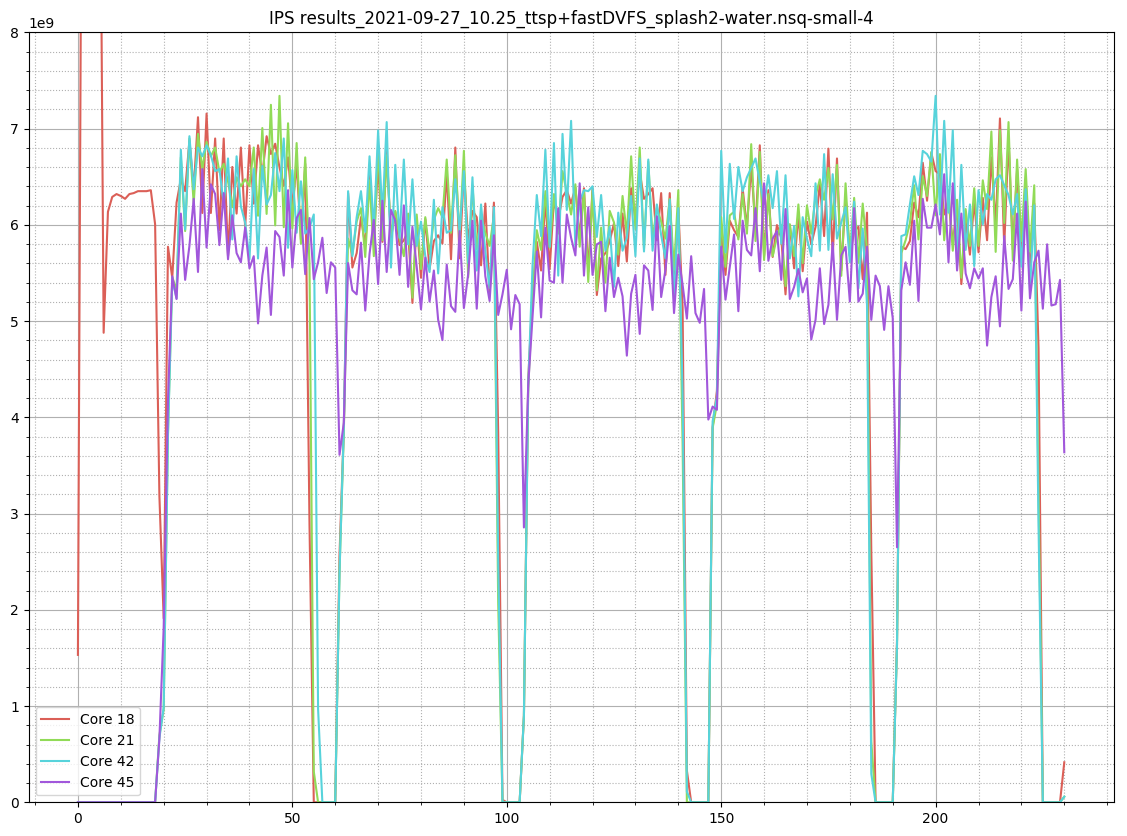 IPS results_2021-09-27_10.25_ttsp+fastDVFS_splash2-water.nsq-small-4
1e9
8
7
6
5
4
3
2
1
0
Core 18
Core 21
Core 42
Core 45
0 50 100 150 200